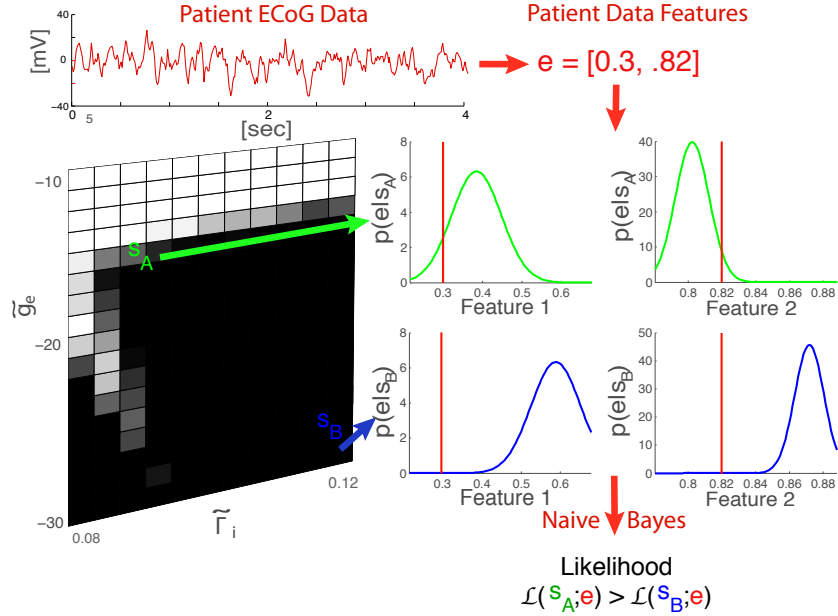 Patient ECoG Data
Patient Data Features
[mV]
40
0
−40
0
5
2
4
[sec]
e = [0.3, .82]
−10
−20
−30
g̃e
sA
sB
0.08
0.12
Γ̃i
p(e|sA)
8
6
4
2
0
0.3
0.4
0.5
0.6
Feature 1
p(e|sA)
40
30
20
10
0
0.8
0.82
0.84
0.86
0.88
Feature 2
p(e|sB)
8
6
4
2
0
0.3
0.4
0.5
0.6
Feature 1
p(e|sB)
50
40
30
20
10
0
0.8
0.82
0.84
0.86
0.88
Feature 2
Naive Bayes
Likelihood
ℒ(sA;e) > ℒ(sB;e)